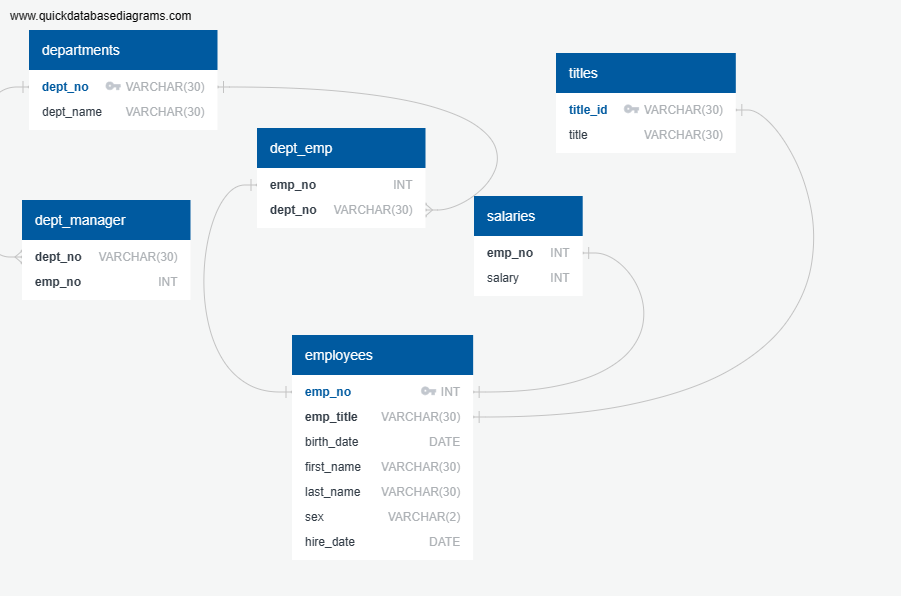 www.quickdatabasediagrams.com
departments
dept_no VARCHAR(30)
dept_name VARCHAR(30)
titles
title_id VARCHAR(30)
title VARCHAR(30)
dept_emp
emp_no INT
dept_no VARCHAR(30)
dept_manager
dept_no VARCHAR(30)
emp_no INT
salaries
emp_no INT
salary INT
employees
emp_no INT
emp_title VARCHAR(30)
birth_date DATE
first_name VARCHAR(30)
last_name VARCHAR(30)
sex VARCHAR(2)
hire_date DATE